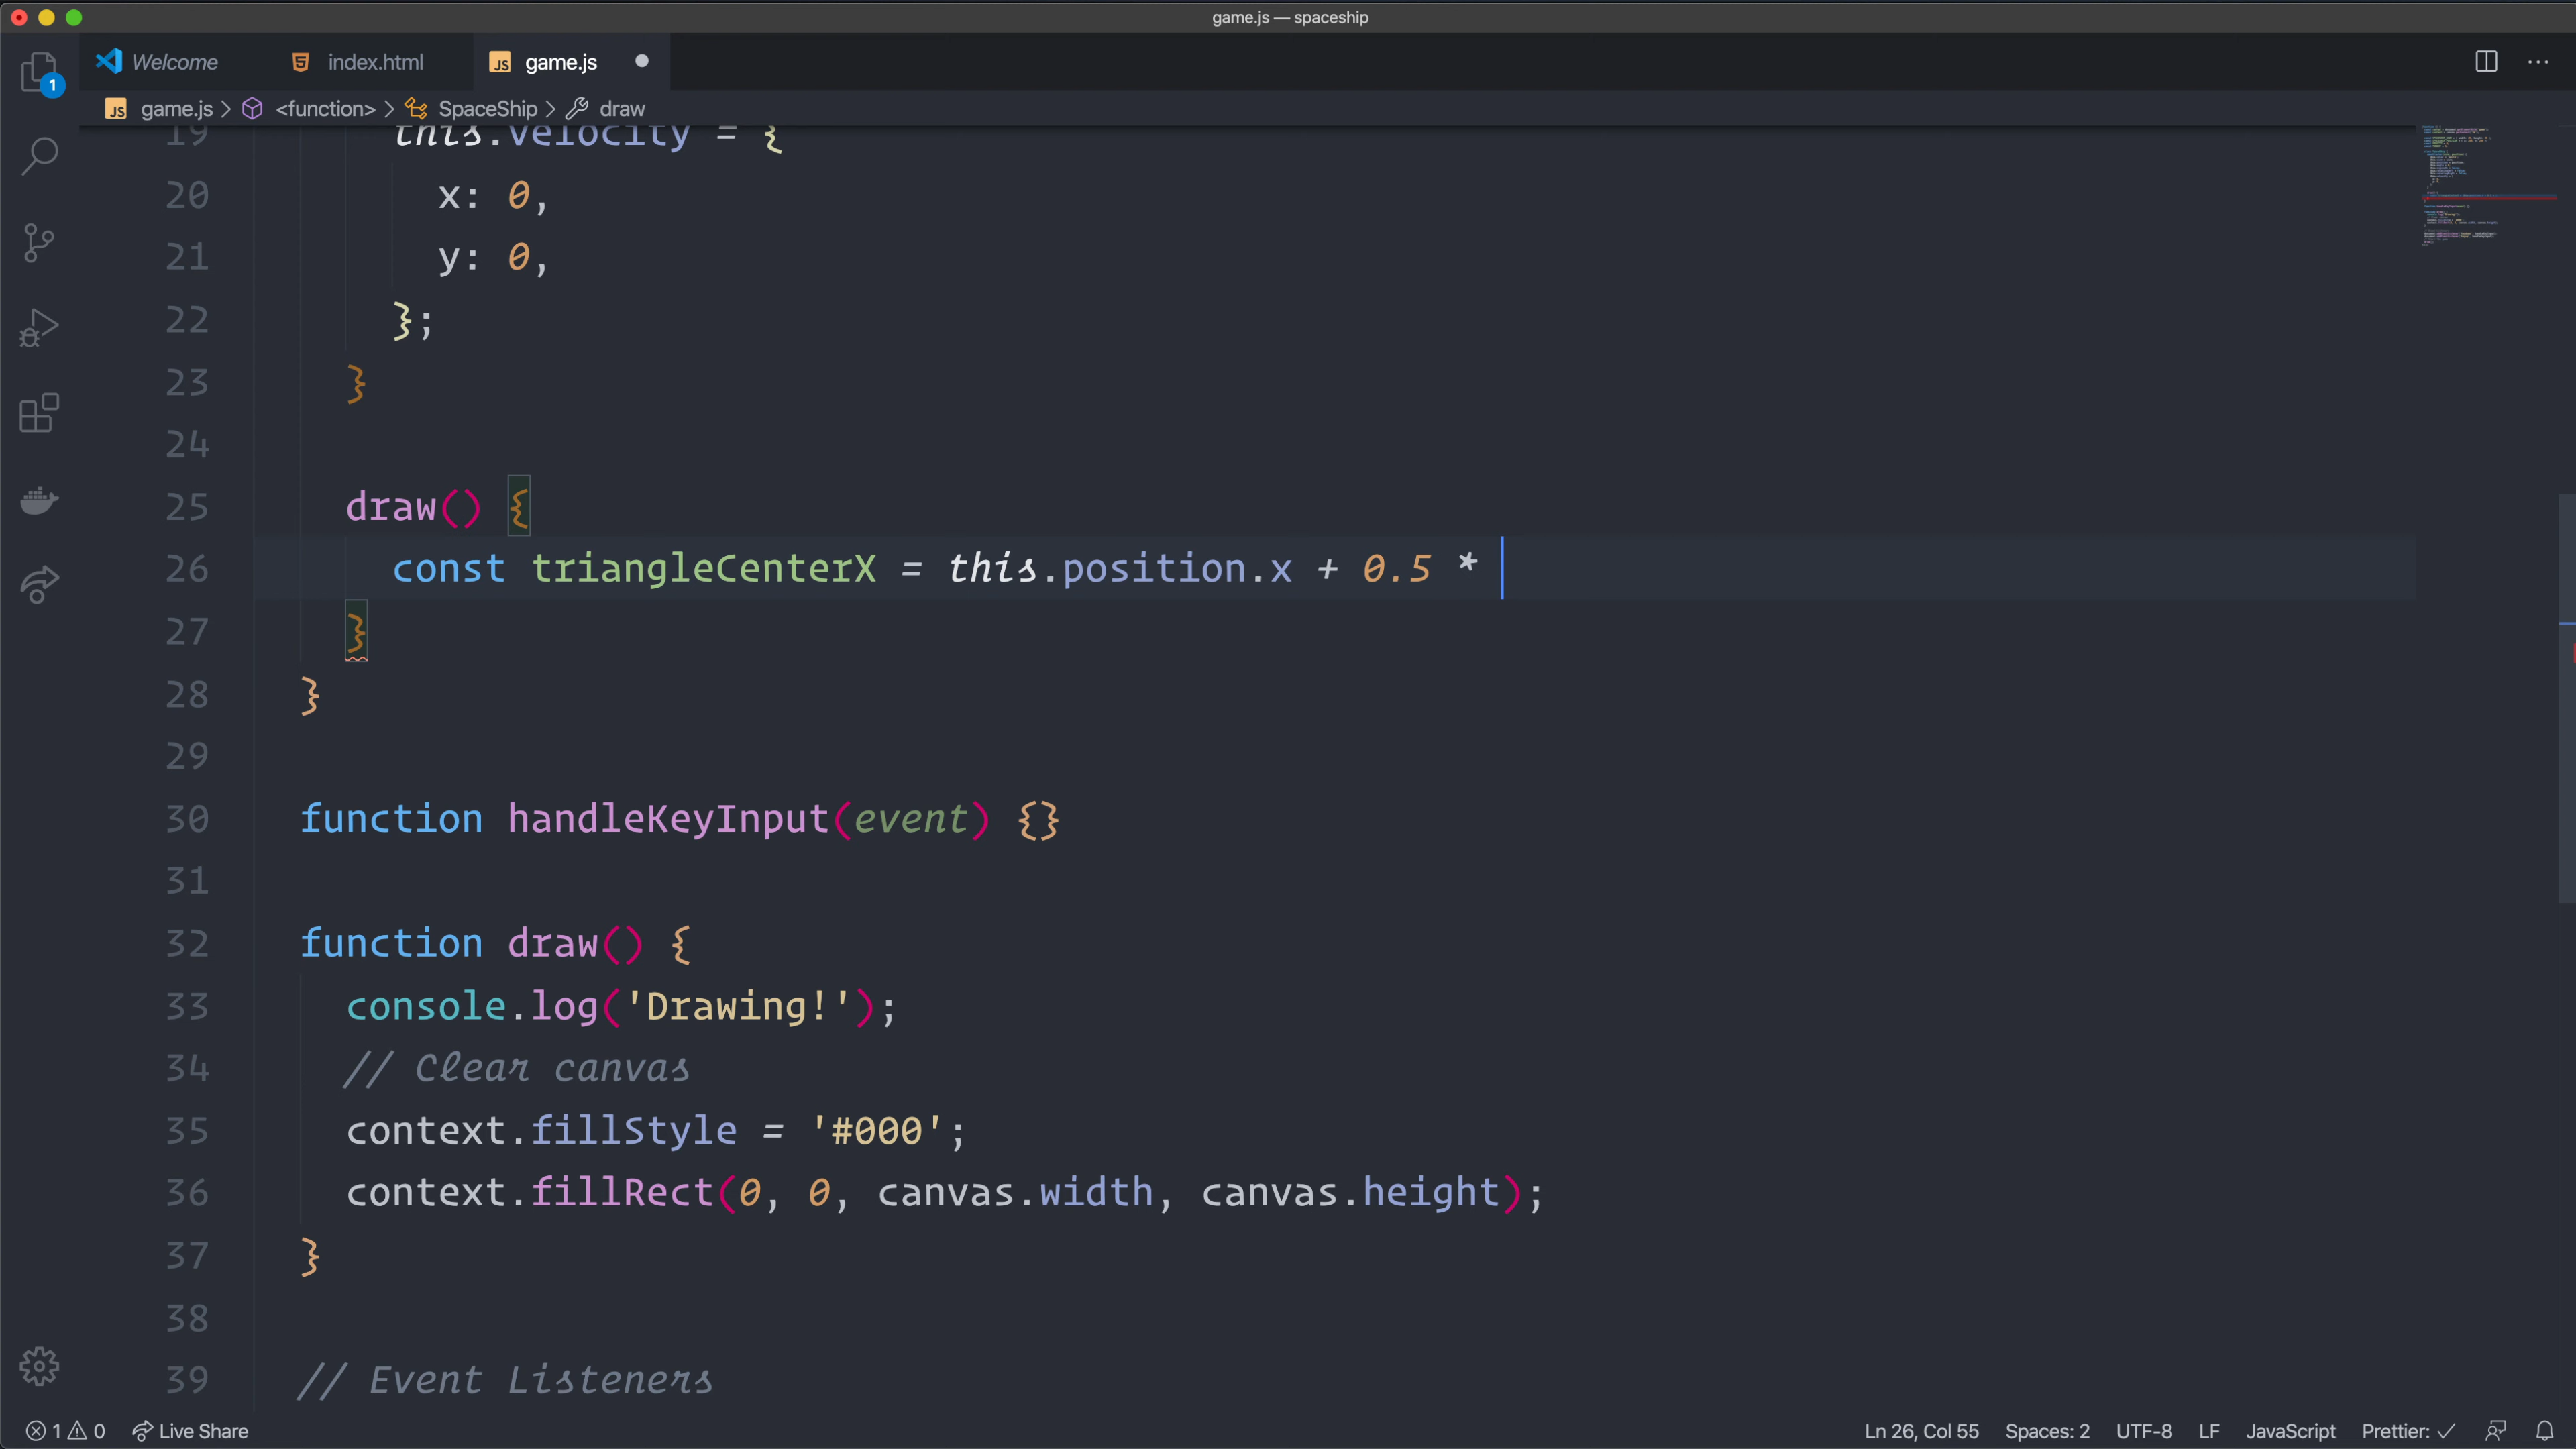 game.js — spaceship
Welcome
index.html
game.js
1
game.js > <function> > SpaceShip > draw
19 this.velocity = {
20 x: 0,
21 y: 0,
22 };
23 }
24
25 draw() {
26 const triangleCenterX = this.position.x + 0.5 *
27 }
28 }
29
30 function handleKeyInput(event) {}
31
32 function draw() {
33 console.log('Drawing!');
34 // Clear canvas
35 context.fillStyle = '#000';
36 context.fillRect(0, 0, canvas.width, canvas.height);
37 }
38
39 // Event Listeners
1 0 Live Share Ln 26, Col 55 Spaces: 2 UTF-8 LF JavaScript Prettier: ✓